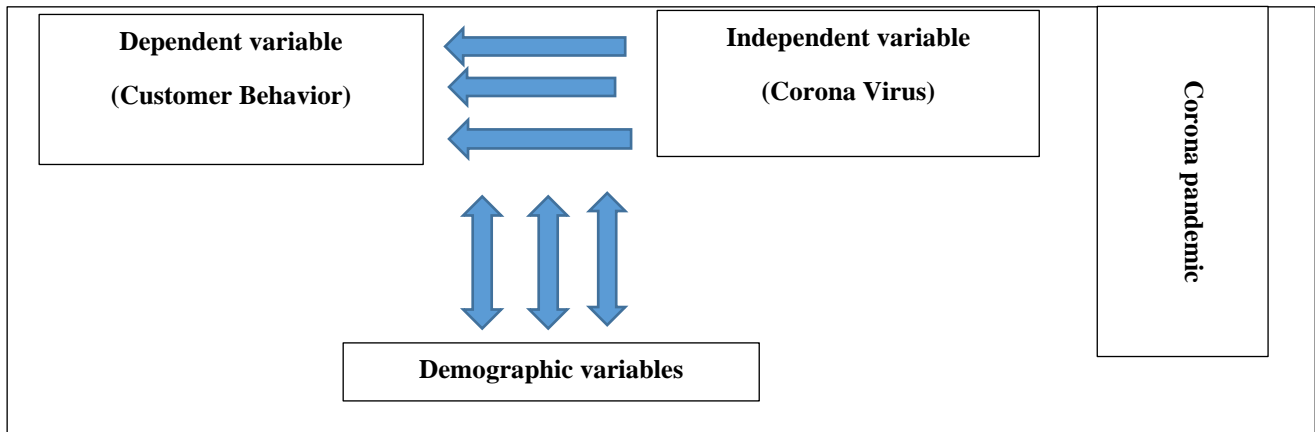 Dependent variable
(Customer Behavior)
Independent variable
(Corona Virus)
Corona pandemic
Demographic variables